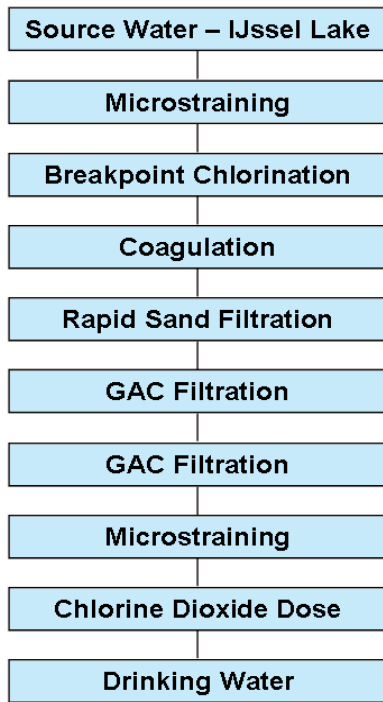 Source Water – IJssel Lake
Microstraining
Breakpoint Chlorination
Coagulation
Rapid Sand Filtration
GAC Filtration
GAC Filtration
Microstraining
Chlorine Dioxide Dose
Drinking Water